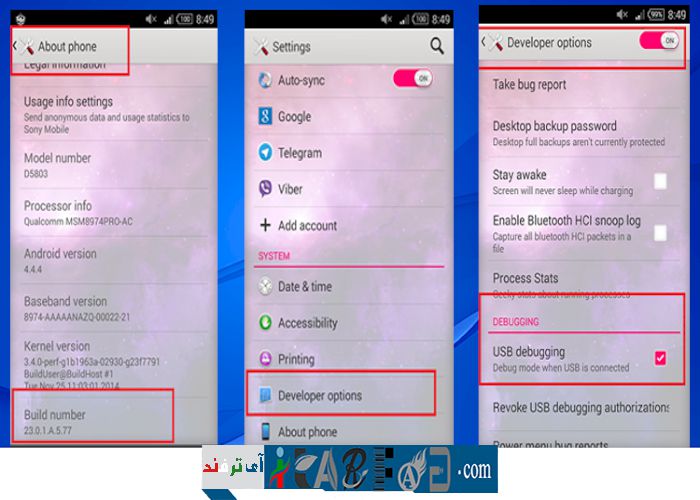 100 8:49
About phone
Legal information
Usage info settings
Send anonymous data and usage statistics to
Sony Mobile
Model number
D5803
Processor info
Qualcomm MSM8974PRO-AC
Android version
4.4.4
Baseband version
8974-AAAAANAZQ-00022-21
Kernel version
3.4.0-perf-g1b1963a-02930-g23f7791
BuildUser@BuildHost #1
Tue Nov 25 11:03:01 2014
Build number
23.0.1.A.5.77
100 8:49
Settings
Auto-sync
ON
Google
Telegram
Viber
Add account
SYSTEM
Date & time
Accessibility
Printing
Developer options
About phone
99% 8:49
Developer options
ON
Take bug report
Desktop backup password
Desktop full backups aren't currently protected
Stay awake
Screen will never sleep while charging
Enable Bluetooth HCI snoop log
Capture all bluetooth HCI packets in a
file
Process Stats
Geeky stats about running processes
DEBUGGING
USB debugging
Debug mode when USB is connected
Revoke USB debugging authorizations
Power menu bug reports
آی ترفند
.com